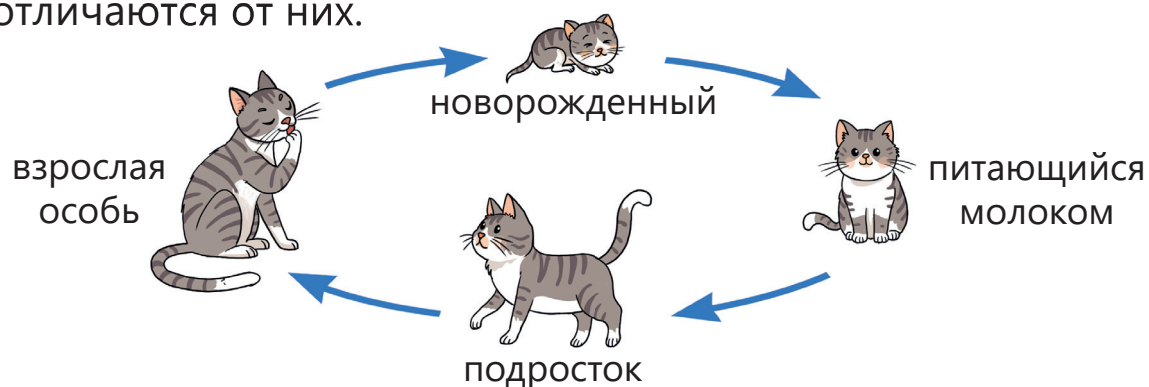 отличаются от них.
новорожденный
взрослая
особь
питающийся
молоком
подросток